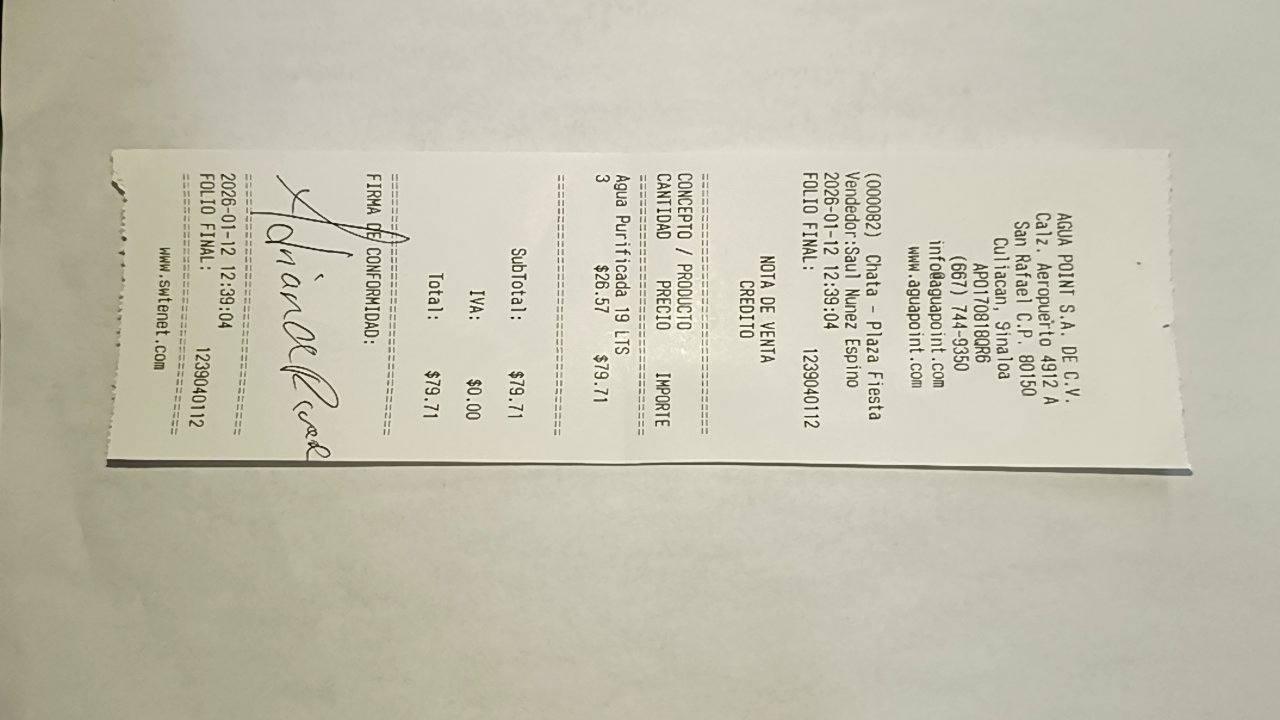 AGUA POINT S.A. DE C.V.
Calz. Aeropuerto 4912 A
San Rafael C.P. 80150
Culiacan, Sinaloa
APO170818QR6
(667) 744-9350
info@aguapoint.com
www.aguapoint.com
(000082) Chata - Plaza Fiesta
Vendedor:Saul Nunez Espino
2026-01-12 12:39:04
FOLIO FINAL: 1239040112
NOTA DE VENTA
CREDITO
CONCEPTO / PRODUCTO
CANTIDAD PRECIO IMPORTE
Agua Purificada 19 LTS
3 $26.57 $79.71
SubTotal: $79.71
IVA: $0.00
Total: $79.71
FIRMA DE CONFORMIDAD:
2026-01-12 12:39:04
FOLIO FINAL: 1239040112
www.swtenet.com